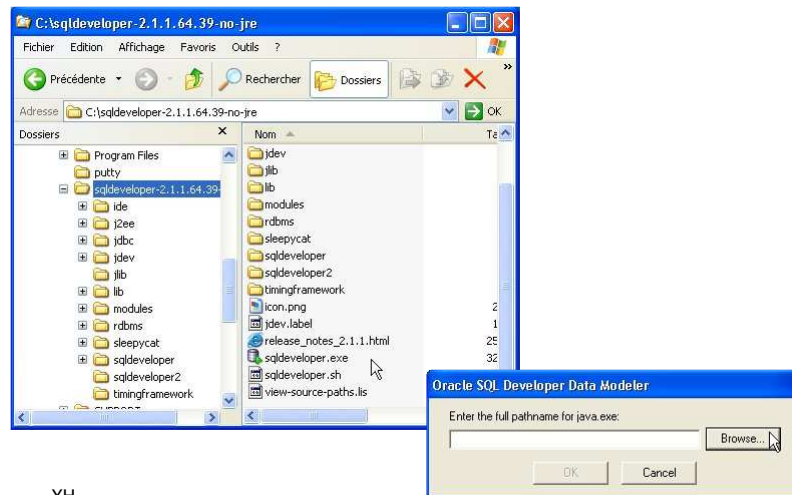 C:\sqldeveloper-2.1.1.64.39-no-jre
Fichier Edition Affichage Favoris Outils ?
Précédente Rechercher Dossiers »
Adresse C:\sqldeveloper-2.1.1.64.39-no-jre OK
Dossiers
Program Files
putty
sqldeveloper-2.1.1.64.39-
ide
j2ee
jdbc
jdev
jlib
lib
modules
rdbms
sleepycat
sqldeveloper
sqldeveloper2
timingframework
Nom
jdev
jlib
lib
modules
rdbms
sleepycat
sqldeveloper
sqldeveloper2
timingframework
icon.png 2
jdev.label 1
release_notes_2.1.1.html 25
sqldeveloper.exe 32
sqldeveloper.sh
view-source-paths.lis
Oracle SQL Developer Data Modeler
Enter the full pathname for java.exe:
Browse...
OK Cancel